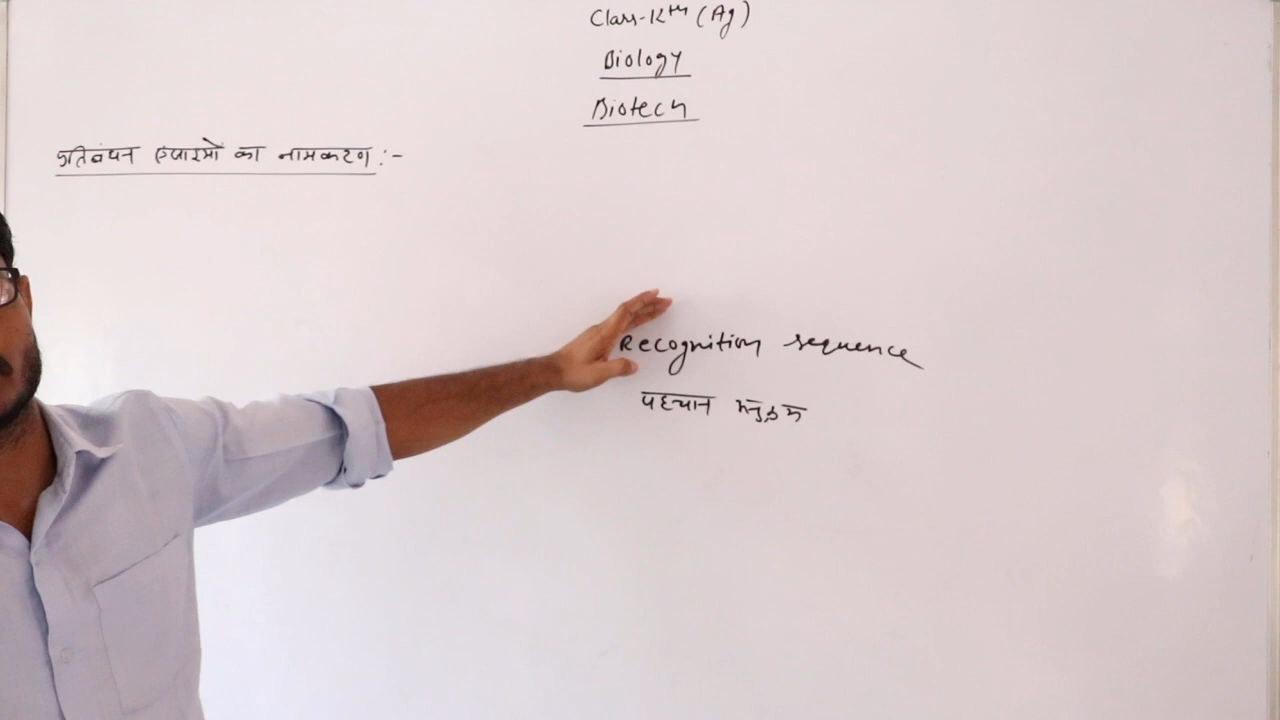 Class-12th (Ag)
Biology
Biotech
प्रतिबंधन एंजाइमों का नामकरण :-
Recognition sequence
पहचान अनुक्रम